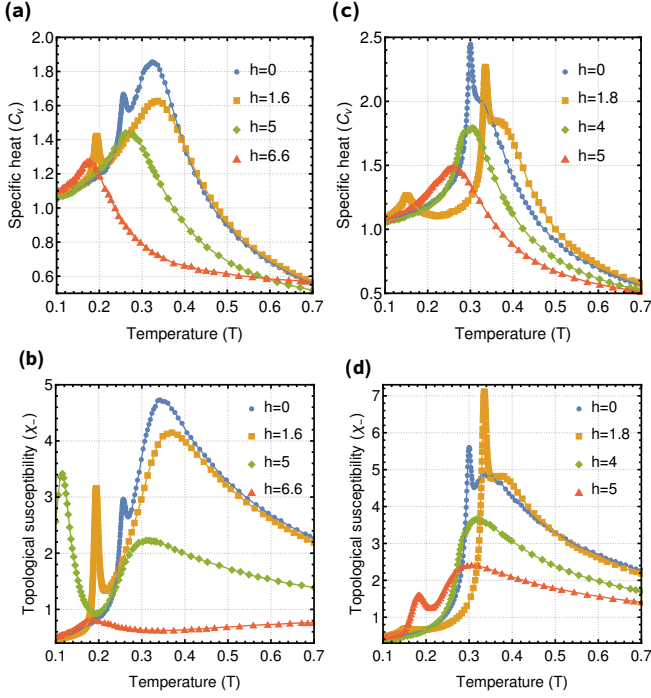 (a)
2.0
1.8
1.6
1.4
1.2
1.0
0.8
0.6
Specific heat (Cᵥ)
h=0
h=1.6
h=5
h=6.6
0.1 0.2 0.3 0.4 0.5 0.6 0.7
Temperature (T)
(c)
2.5
2.0
1.5
1.0
0.5
Specific heat (Cᵥ)
h=0
h=1.8
h=4
h=5
0.1 0.2 0.3 0.4 0.5 0.6 0.7
Temperature (T)
(b)
5
4
3
2
1
Topological susceptibility (χ₋)
h=0
h=1.6
h=5
h=6.6
0.1 0.2 0.3 0.4 0.5 0.6 0.7
Temperature (T)
(d)
7
6
5
4
3
2
1
Topological susceptibility (χ₋)
h=0
h=1.8
h=4
h=5
0.1 0.2 0.3 0.4 0.5 0.6 0.7
Temperature (T)